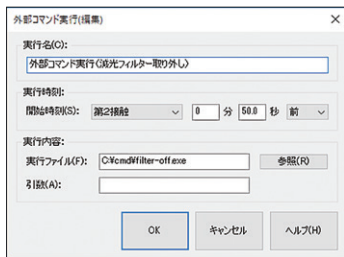 外部コマンド実行(編集)
実行名(C):
外部コマンド実行(減光フィルター取り外し)
実行時刻:
開始時刻(S): 第2接触 0 分 50.0 秒 前
実行内容:
実行ファイル(F): C:¥cmd¥filter-off.exe 参照(R)
引数(A):
OK キャンセル ヘルプ(H)